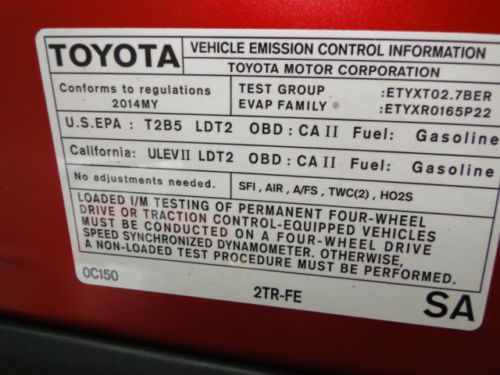 TOYOTA
VEHICLE EMISSION CONTROL INFORMATION
TOYOTA MOTOR CORPORATION
Conforms to regulations
2014MY
TEST GROUP :ETYXT02.7BER
EVAP FAMILY :ETYXR0165P22
U.S.EPA : T2B5 LDT2 OBD : CA II Fuel: Gasoline
California: ULEVII LDT2 OBD : CA II Fuel: Gasoline
No adjustments needed.
SFI , AIR , A/FS , TWC(2) , HO2S
LOADED I/M TESTING OF PERMANENT FOUR-WHEEL
DRIVE OR TRACTION CONTROL-EQUIPPED VEHICLES
MUST BE CONDUCTED ON A FOUR-WHEEL DRIVE
SPEED SYNCHRONIZED DYNAMOMETER. OTHERWISE,
A NON-LOADED TEST PROCEDURE MUST BE PERFORMED.
0C150
2TR-FE
SA